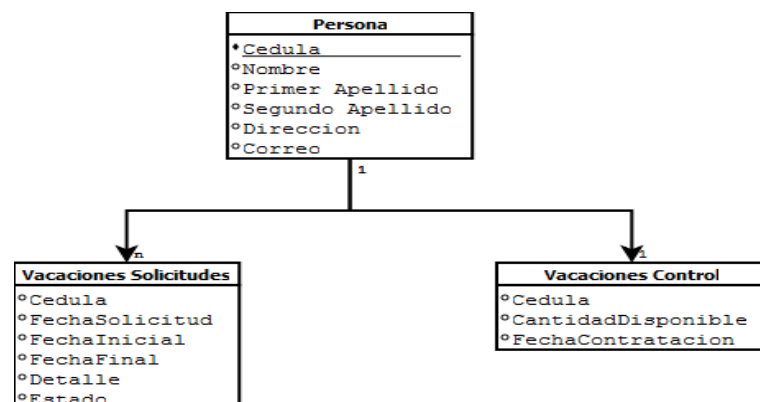 Persona
Cedula
Nombre
Primer Apellido
Segundo Apellido
Direccion
Correo
1
n
1
Vacaciones Solicitudes
Cedula
FechaSolicitud
FechaInicial
FechaFinal
Detalle
Estado
Vacaciones Control
Cedula
CantidadDisponible
FechaContratacion